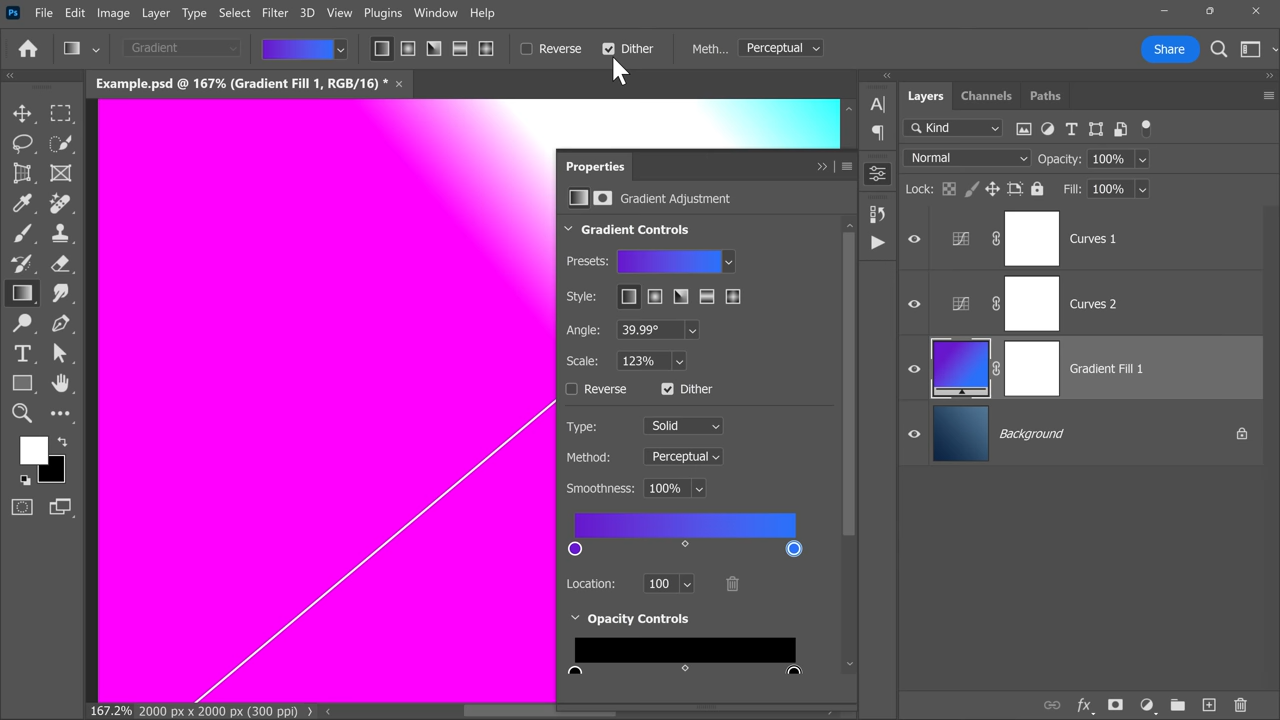 Ps File Edit Image Layer Type Select Filter 3D View Plugins Window Help
Gradient Reverse Dither Meth... Perceptual Share
Example.psd @ 167% (Gradient Fill 1, RGB/16) * ×
Layers Channels Paths
Kind
Normal Opacity: 100%
Lock: Fill: 100%
Curves 1
Curves 2
Gradient Fill 1
Background
fx
Properties
Gradient Adjustment
Gradient Controls
Presets:
Style:
Angle: 39.99°
Scale: 123%
Reverse Dither
Type: Solid
Method: Perceptual
Smoothness: 100%
Location: 100
Opacity Controls
167.2% 2000 px x 2000 px (300 ppi)